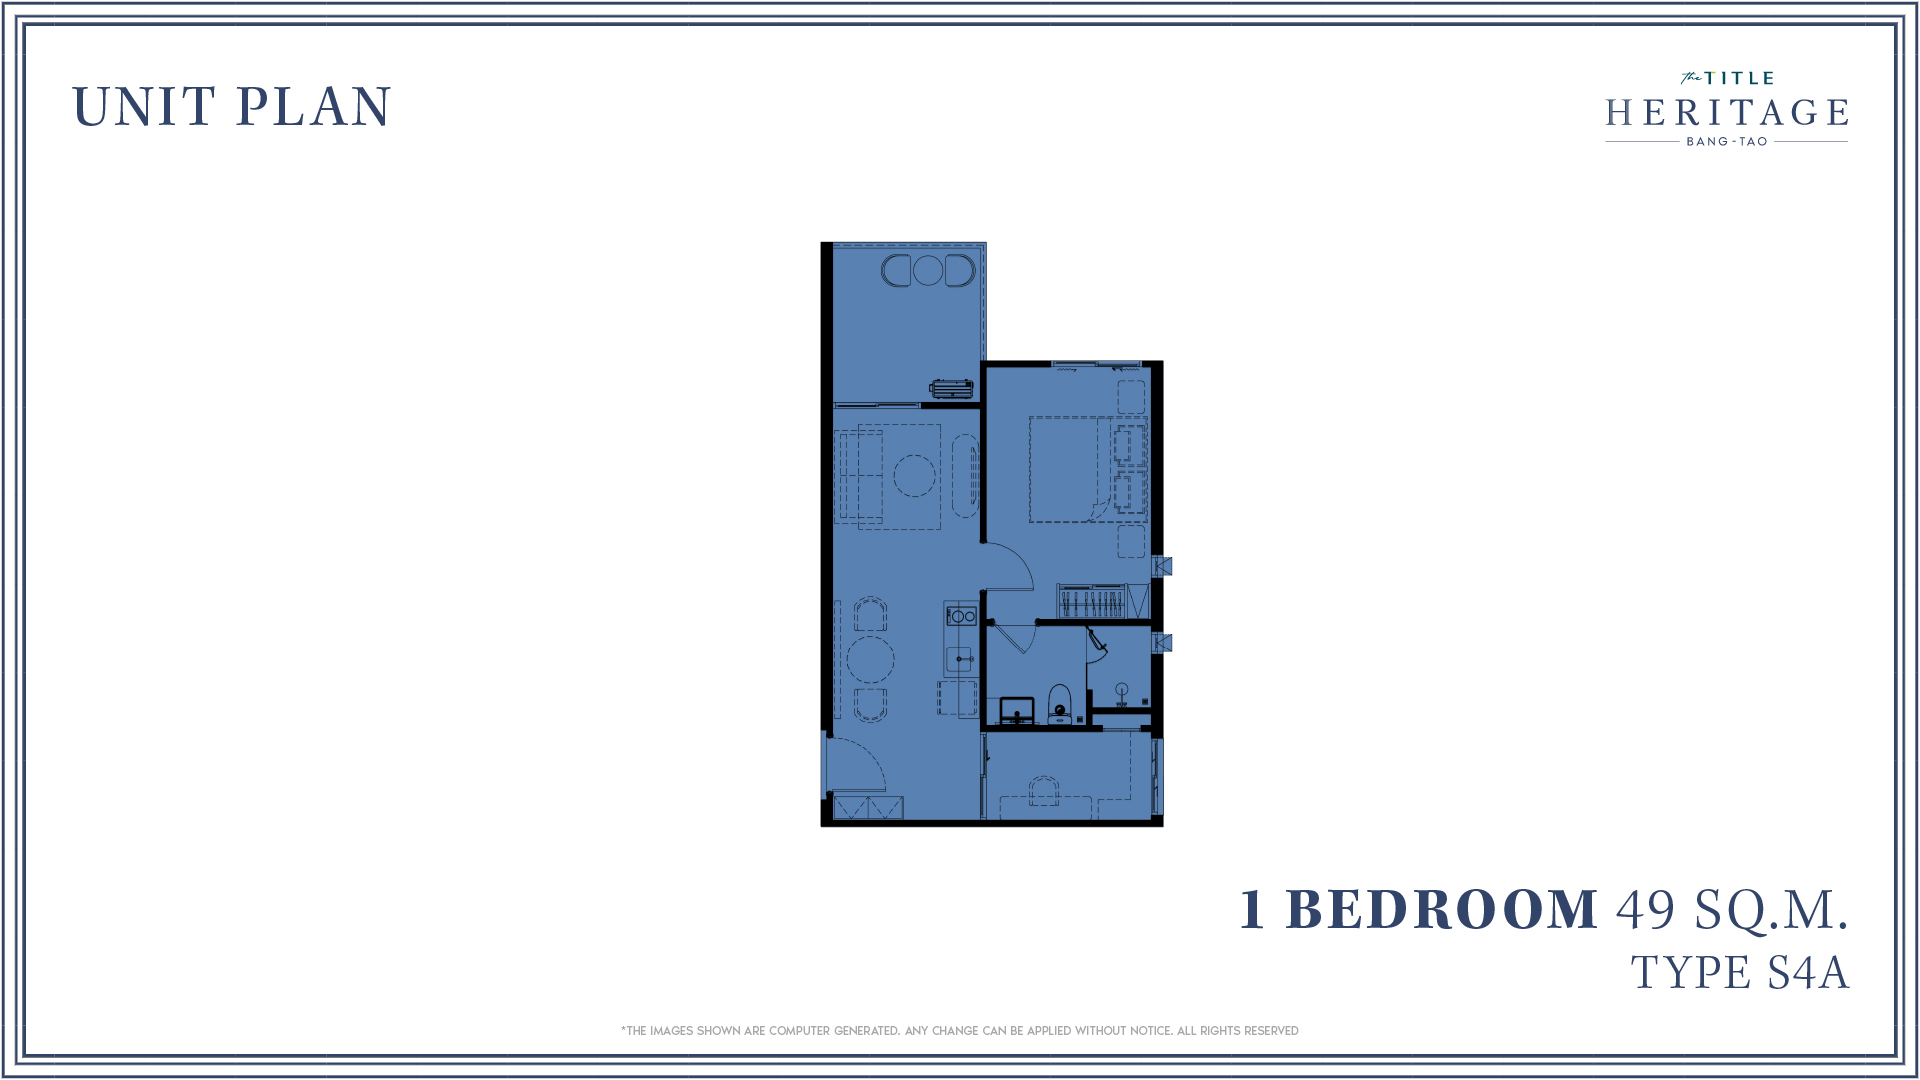 UNIT PLAN
the TITLE
HERITAGE
BANG-TAO
1 BEDROOM 49 SQ.M.
TYPE S4A
*THE IMAGES SHOWN ARE COMPUTER GENERATED. ANY CHANGE CAN BE APPLIED WITHOUT NOTICE. ALL RIGHTS RESERVED